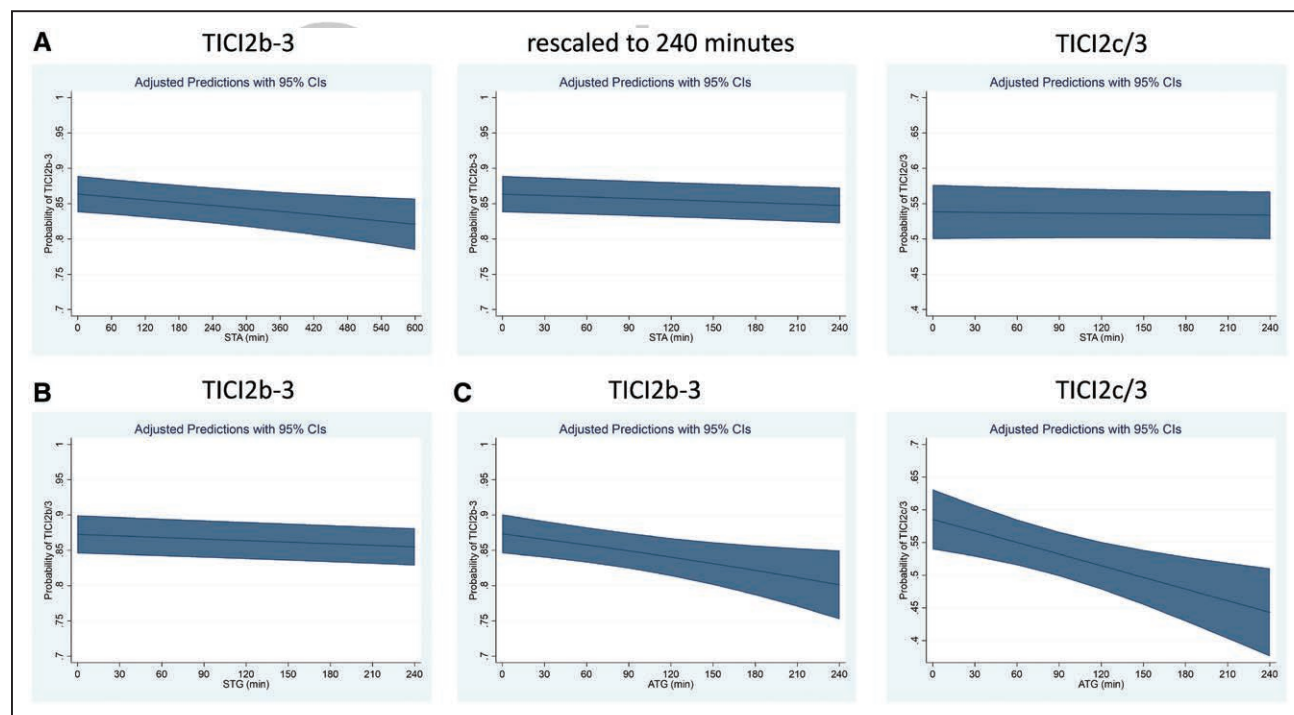 A
TICI2b-3
rescaled to 240 minutes
TICI2c/3
Adjusted Predictions with 95% CIs
Probability of TICI2b-3
1
.95
.9
.85
.8
.75
.7
0 60 120 180 240 300 360 420 480 540 600
STA (min)
Adjusted Predictions with 95% CIs
Probability of TICI2b-3
1
.95
.9
.85
.8
.75
.7
0 30 60 90 120 150 180 210 240
STA (min)
Adjusted Predictions with 95% CIs
Probability of TICI2c/3
.7
.65
.6
.55
.5
.45
.4
0 30 60 90 120 150 180 210 240
STA (min)
B
TICI2b-3
C
TICI2b-3
TICI2c/3
Adjusted Predictions with 95% CIs
Probability of TICI2b/3
1
.95
.9
.85
.8
.75
.7
0 30 60 90 120 150 180 210 240
STG (min)
Adjusted Predictions with 95% CIs
Probability of TICI2b-3
1
.95
.9
.85
.8
.75
.7
0 30 60 90 120 150 180 210 240
ATG (min)
Adjusted Predictions with 95% CIs
Probability of TICI2c/3
.7
.65
.6
.55
.5
.45
.4
0 30 60 90 120 150 180 210 240
ATG (min)